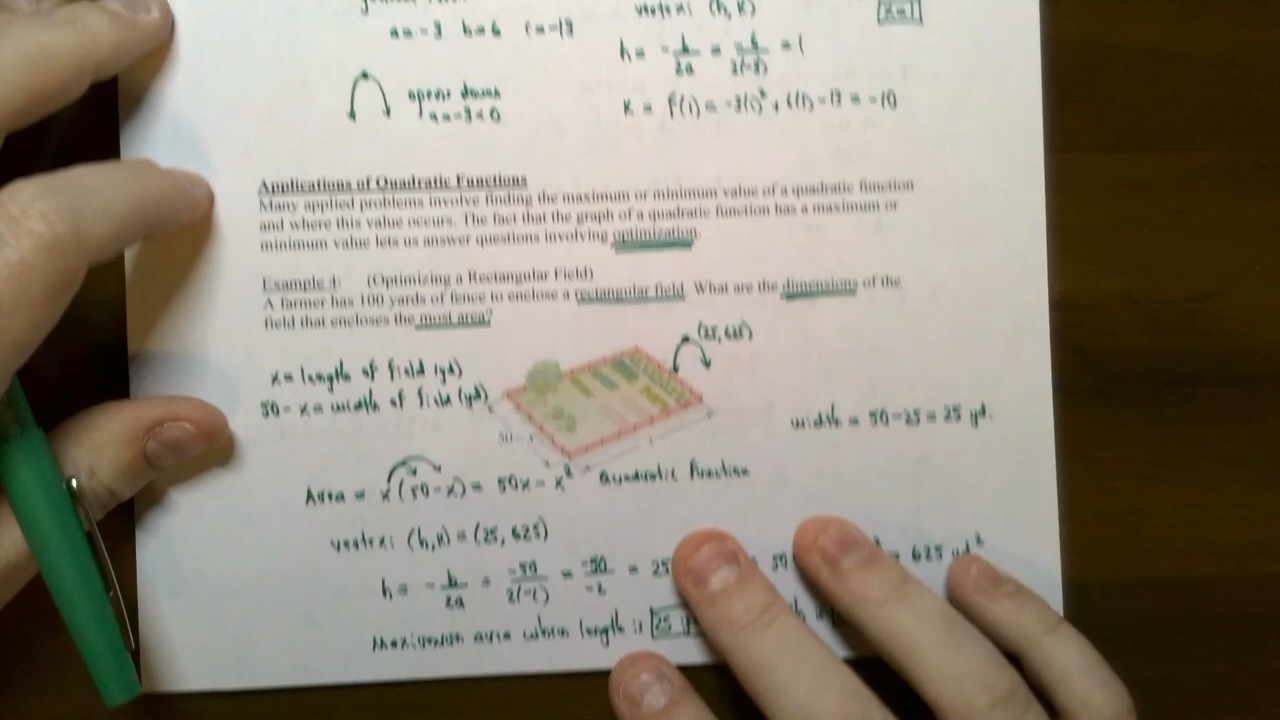 vertex: (h, k)
x=1
a=-3 b=6 c=-13
h = -b/2a = -6/2(-3) = 1
opens down
a=-3<0
k = f(1) = -3(1)² + 6(1) - 13 = -10
Applications of Quadratic Functions
Many applied problems involve finding the maximum or minimum value of a quadratic function
and where this value occurs. The fact that the graph of a quadratic function has a maximum or
minimum value lets us answer questions involving optimization.
Example 4: (Optimizing a Rectangular Field)
A farmer has 100 yards of fence to enclose a rectangular field. What are the dimensions of the
field that encloses the most area?
(25, 625)
x = length of field (yd)
50 - x = width of field (yd)
width = 50-25 = 25 yd.
50 - x
x
Area = x(50-x) = 50x - x² Quadratic function
vertex: (h, k) = (25, 625)
h = -b/2a = -50/2(-1) = -50/-2 = 25
= 625 yd²
Maximum area when length is 25